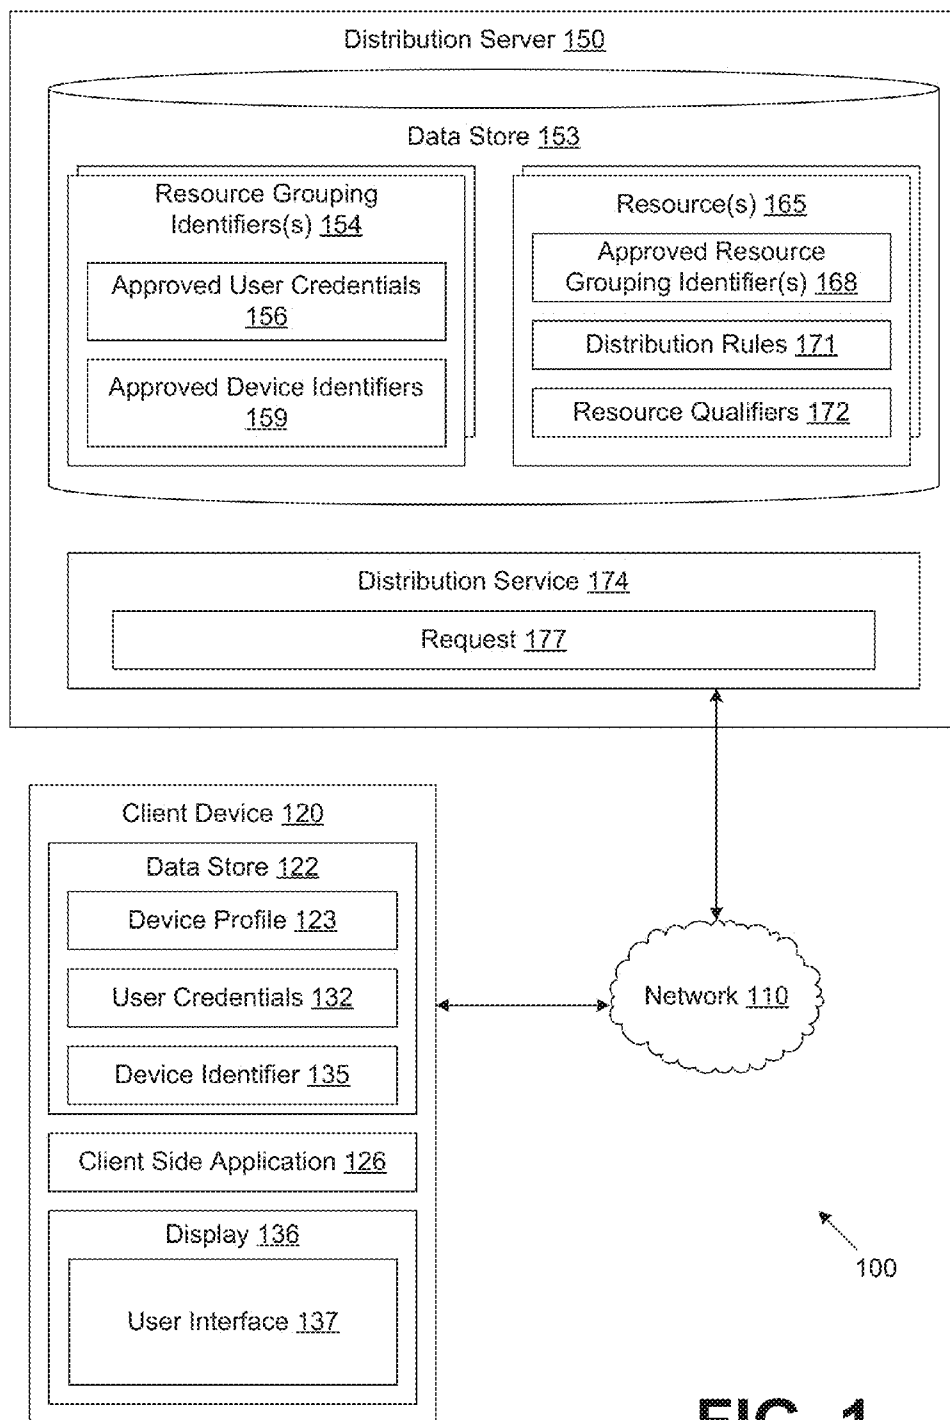 Distribution Server 150
Data Store 153
Resource Grouping
Identifiers(s) 154
Approved User Credentials
156
Approved Device Identifiers
159
Resource(s) 165
Approved Resource
Grouping Identifier(s) 168
Distribution Rules 171
Resource Qualifiers 172
Distribution Service 174
Request 177
Client Device 120
Data Store 122
Device Profile 123
User Credentials 132
Device Identifier 135
Client Side Application 126
Display 136
User Interface 137
Network 110
100
FIG. 1